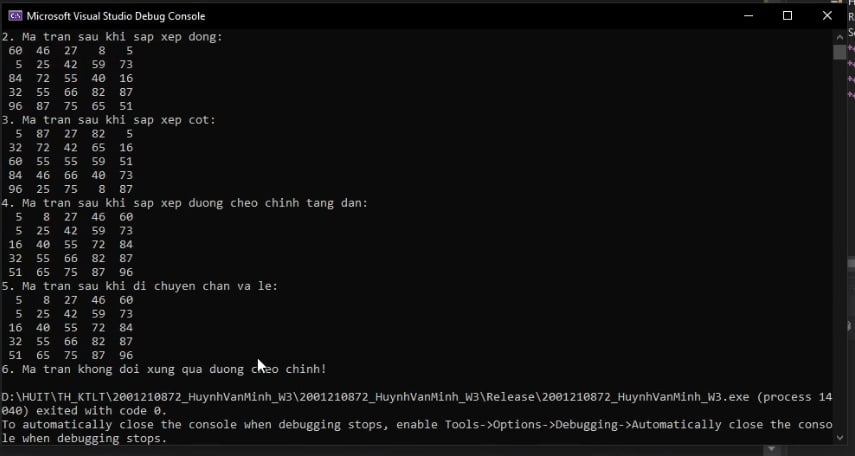 Microsoft Visual Studio Debug Console
2. Ma tran sau khi sap xep dong:
60 46 27 8 5
5 25 42 59 73
84 72 55 40 16
32 55 66 82 87
96 87 75 65 51
3. Ma tran sau khi sap xep cot:
5 87 27 82 5
32 72 42 65 16
60 55 55 59 51
84 46 66 40 73
96 25 75 8 87
4. Ma tran sau khi sap xep duong cheo chinh tang dan:
5 8 27 46 60
5 25 42 59 73
16 40 55 72 84
32 55 66 82 87
51 65 75 87 96
5. Ma tran sau khi di chuyen chan va le:
5 8 27 46 60
5 25 42 59 73
16 40 55 72 84
32 55 66 82 87
51 65 75 87 96
6. Ma tran khong doi xung qua duong cheo chinh!
D:\HUIT\TH_KTLT\2001210872_HuynhVanMinh_W3\2001210872_HuynhVanMinh_W3\Release\2001210872_HuynhVanMinh_W3.exe (process 14
040) exited with code 0.
To automatically close the console when debugging stops, enable Tools->Options->Debugging->Automatically close the conso
le when debugging stops.